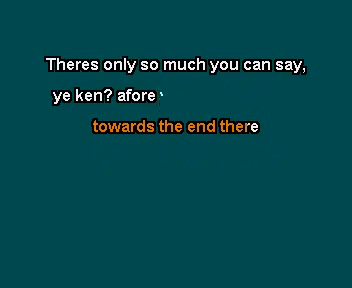 Theres only so much you can say,
ye ken? afore
towards the end there